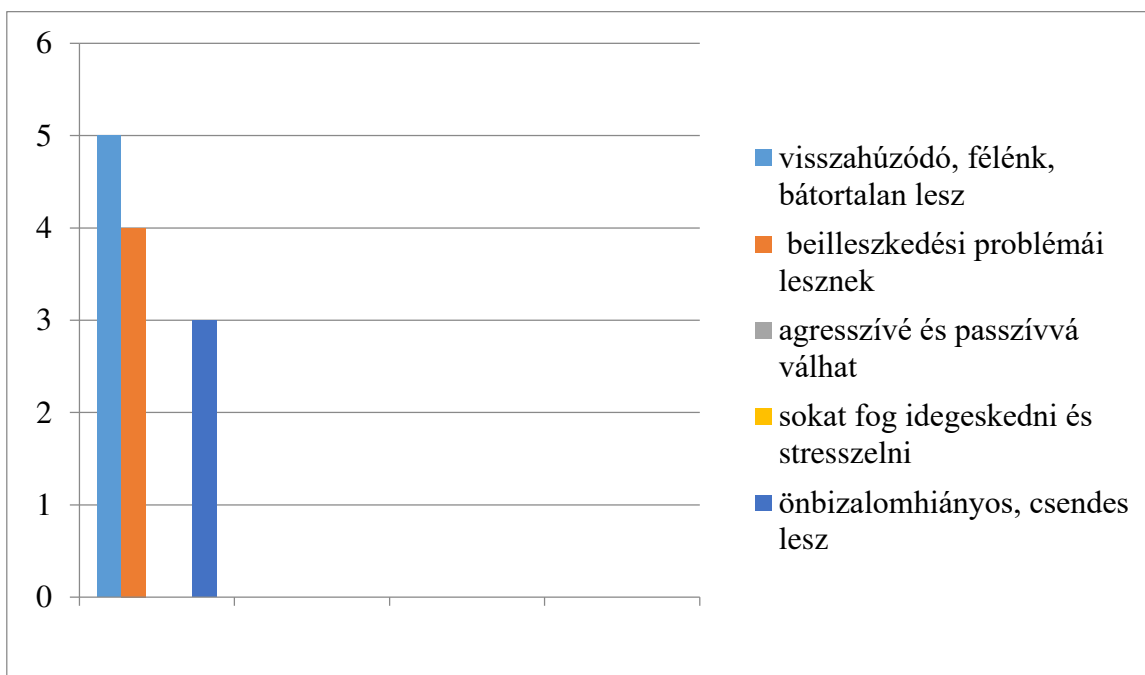 6
5
4
3
2
1
0
visszahúzódó, félénk,
bátortalan lesz
beilleszkedési problémái
lesznek
agresszívé és passzívvá
válhat
sokat fog idegeskedni és
stresszelni
önbizalomhiányos, csendes
lesz